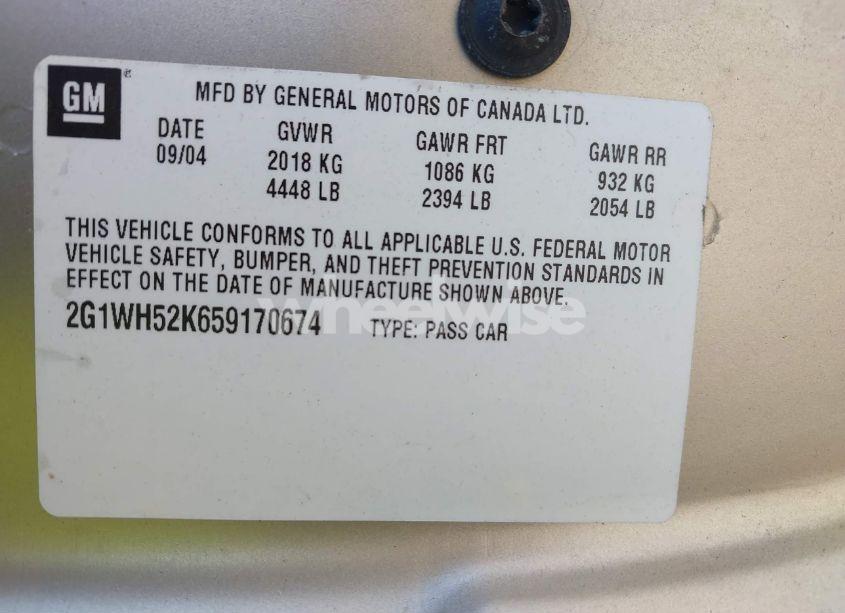 GM ®
MFD BY GENERAL MOTORS OF CANADA LTD.
DATE GVWR GAWR FRT GAWR RR
09/04 2018 KG 1086 KG 932 KG
4448 LB 2394 LB 2054 LB
THIS VEHICLE CONFORMS TO ALL APPLICABLE U.S. FEDERAL MOTOR
VEHICLE SAFETY, BUMPER, AND THEFT PREVENTION STANDARDS IN
EFFECT ON THE DATE OF MANUFACTURE SHOWN ABOVE.
2G1WH52K659170674 TYPE: PASS CAR
wheelwise